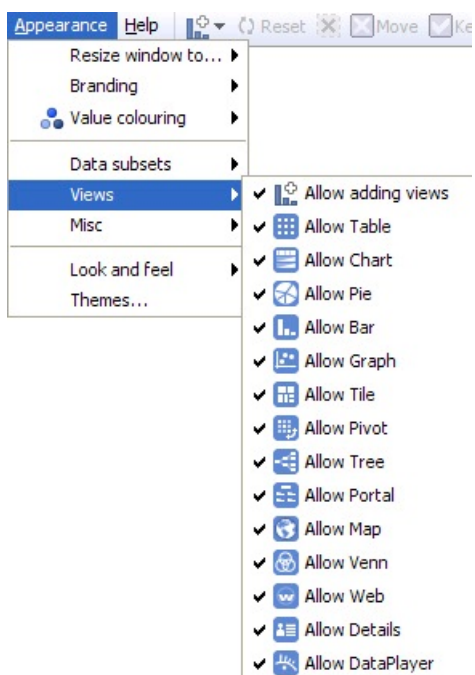 Appearance Help Reset Move Ke
Resize window to...
Branding
Value colouring
Data subsets
Views
Misc
Look and feel
Themes...
Allow adding views
Allow Table
Allow Chart
Allow Pie
Allow Bar
Allow Graph
Allow Tile
Allow Pivot
Allow Tree
Allow Portal
Allow Map
Allow Venn
Allow Web
Allow Details
Allow DataPlayer